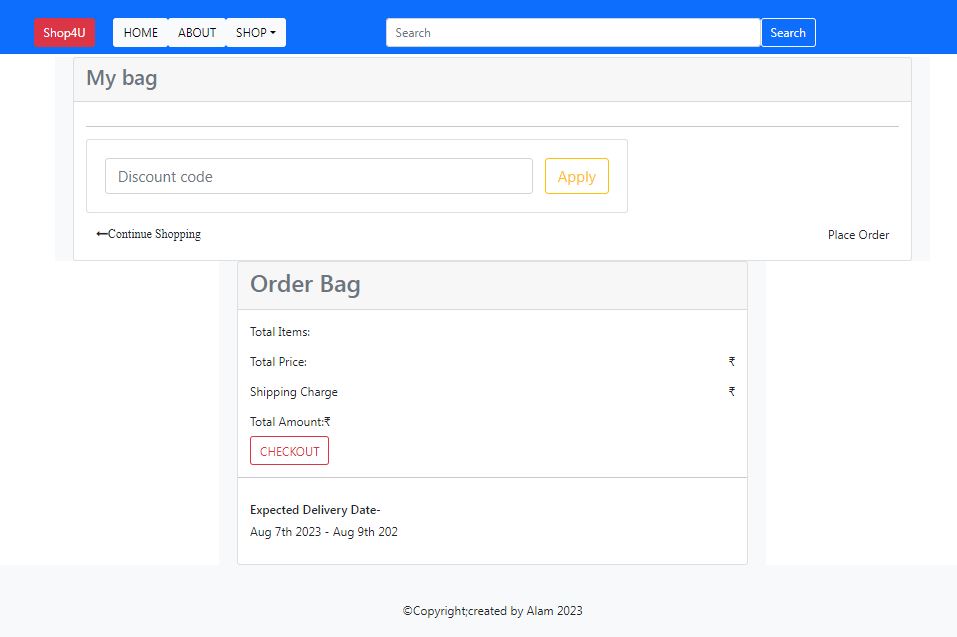 Shop4U HOME ABOUT SHOP Search Search
My bag
Discount code Apply
←Continue Shopping Place Order
Order Bag
Total Items:
Total Price: ₹
Shipping Charge ₹
Total Amount:₹
CHECKOUT
Expected Delivery Date-
Aug 7th 2023 - Aug 9th 202
©Copyright;created by Alam 2023